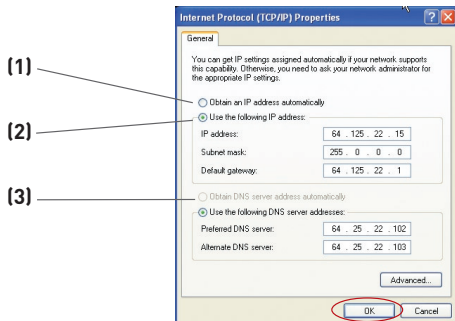 Internet Protocol (TCP/IP) Properties
General
You can get IP settings assigned automatically if your network supports
this capability. Otherwise, you need to ask your network administrator for
the appropriate IP settings.
(1)
Obtain an IP address automatically
(2)
Use the following IP address:
IP address: 64 . 125 . 22 . 15
Subnet mask: 255 . 0 . 0 . 0
Default gateway: 64 . 125 . 22 . 1
(3)
Obtain DNS server address automatically
Use the following DNS server addresses:
Preferred DNS server: 64 . 25 . 22 . 102
Alternate DNS server: 64 . 25 . 22 . 103
Advanced...
OK Cancel